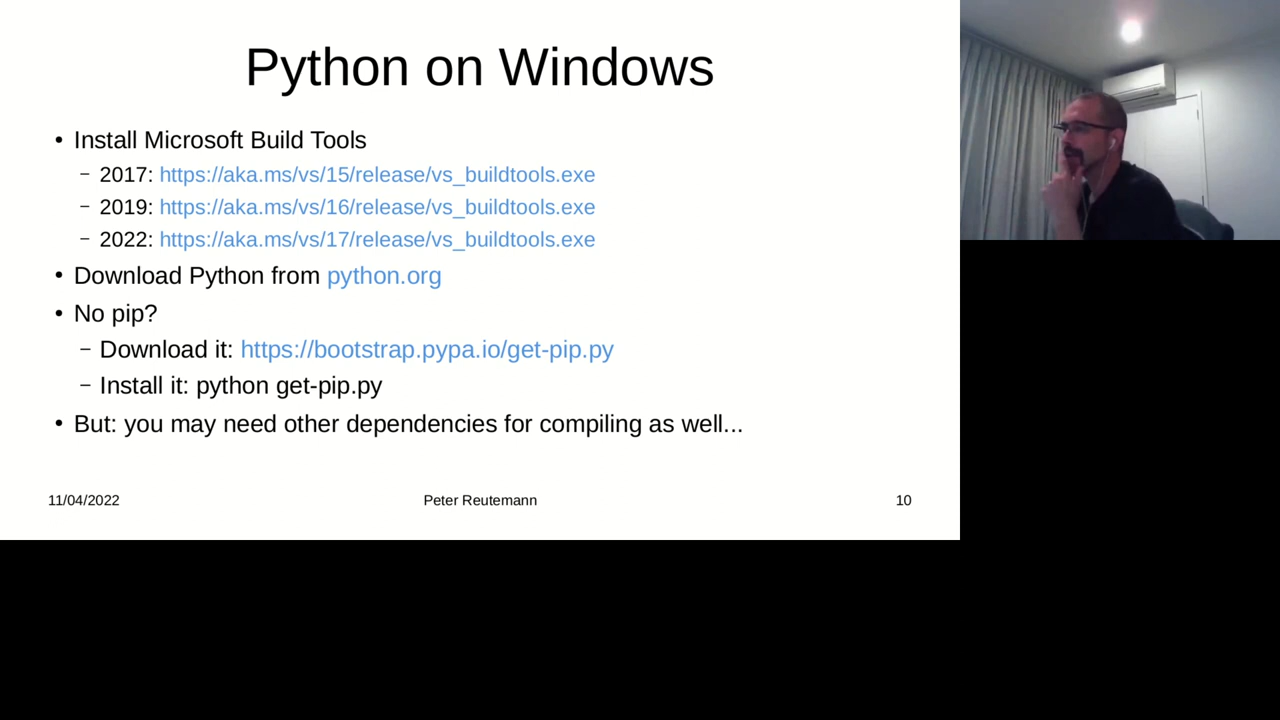 Python on Windows
• Install Microsoft Build Tools
– 2017: https://aka.ms/vs/15/release/vs_buildtools.exe
– 2019: https://aka.ms/vs/16/release/vs_buildtools.exe
– 2022: https://aka.ms/vs/17/release/vs_buildtools.exe
• Download Python from python.org
• No pip?
– Download it: https://bootstrap.pypa.io/get-pip.py
– Install it: python get-pip.py
• But: you may need other dependencies for compiling as well...
11/04/2022 Peter Reutemann 10